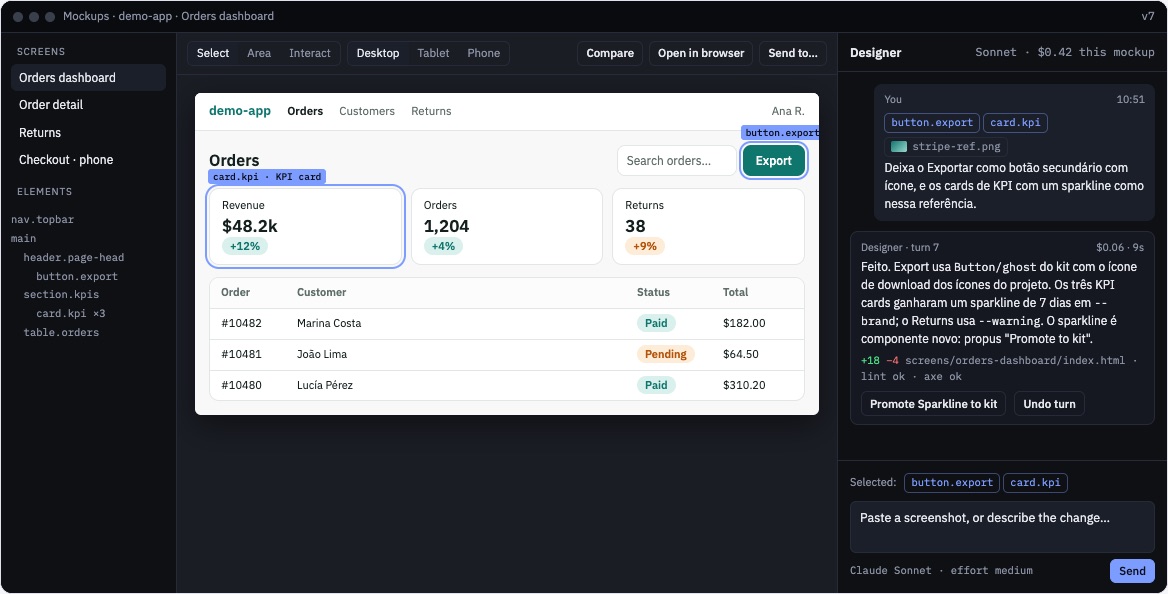 Mockups · demo-app · Orders dashboard
v7
SCREENS
Orders dashboard
Order detail
Returns
Checkout · phone
ELEMENTS
nav.topbar
main
header.page-head
button.export
section.kpis
card.kpi ×3
table.orders
Select Area Interact Desktop Tablet Phone Compare Open in browser Send to...
demo-app Orders Customers Returns Ana R.
button.export
Orders Search orders... Export
card.kpi · KPI card
Revenue
$48.2k
+12%
Orders
1,204
+4%
Returns
38
+9%
Order Customer Status Total
#10482 Marina Costa Paid $182.00
#10481 João Lima Pending $64.50
#10480 Lucía Pérez Paid $310.20
Designer Sonnet · $0.42 this mockup
You 10:51
button.export card.kpi
stripe-ref.png
Deixa o Exportar como botão secundário com
ícone, e os cards de KPI com um sparkline como
nessa referência.
Designer · turn 7 $0.06 · 9s
Feito. Export usa Button/ghost do kit com o ícone
de download dos ícones do projeto. Os três KPI
cards ganharam um sparkline de 7 dias em --
brand; o Returns usa --warning. O sparkline é
componente novo: propus "Promote to kit".
+18 −4 screens/orders-dashboard/index.html ·
lint ok · axe ok
Promote Sparkline to kit Undo turn
Selected: button.export card.kpi
Paste a screenshot, or describe the change...
Claude Sonnet · effort medium Send